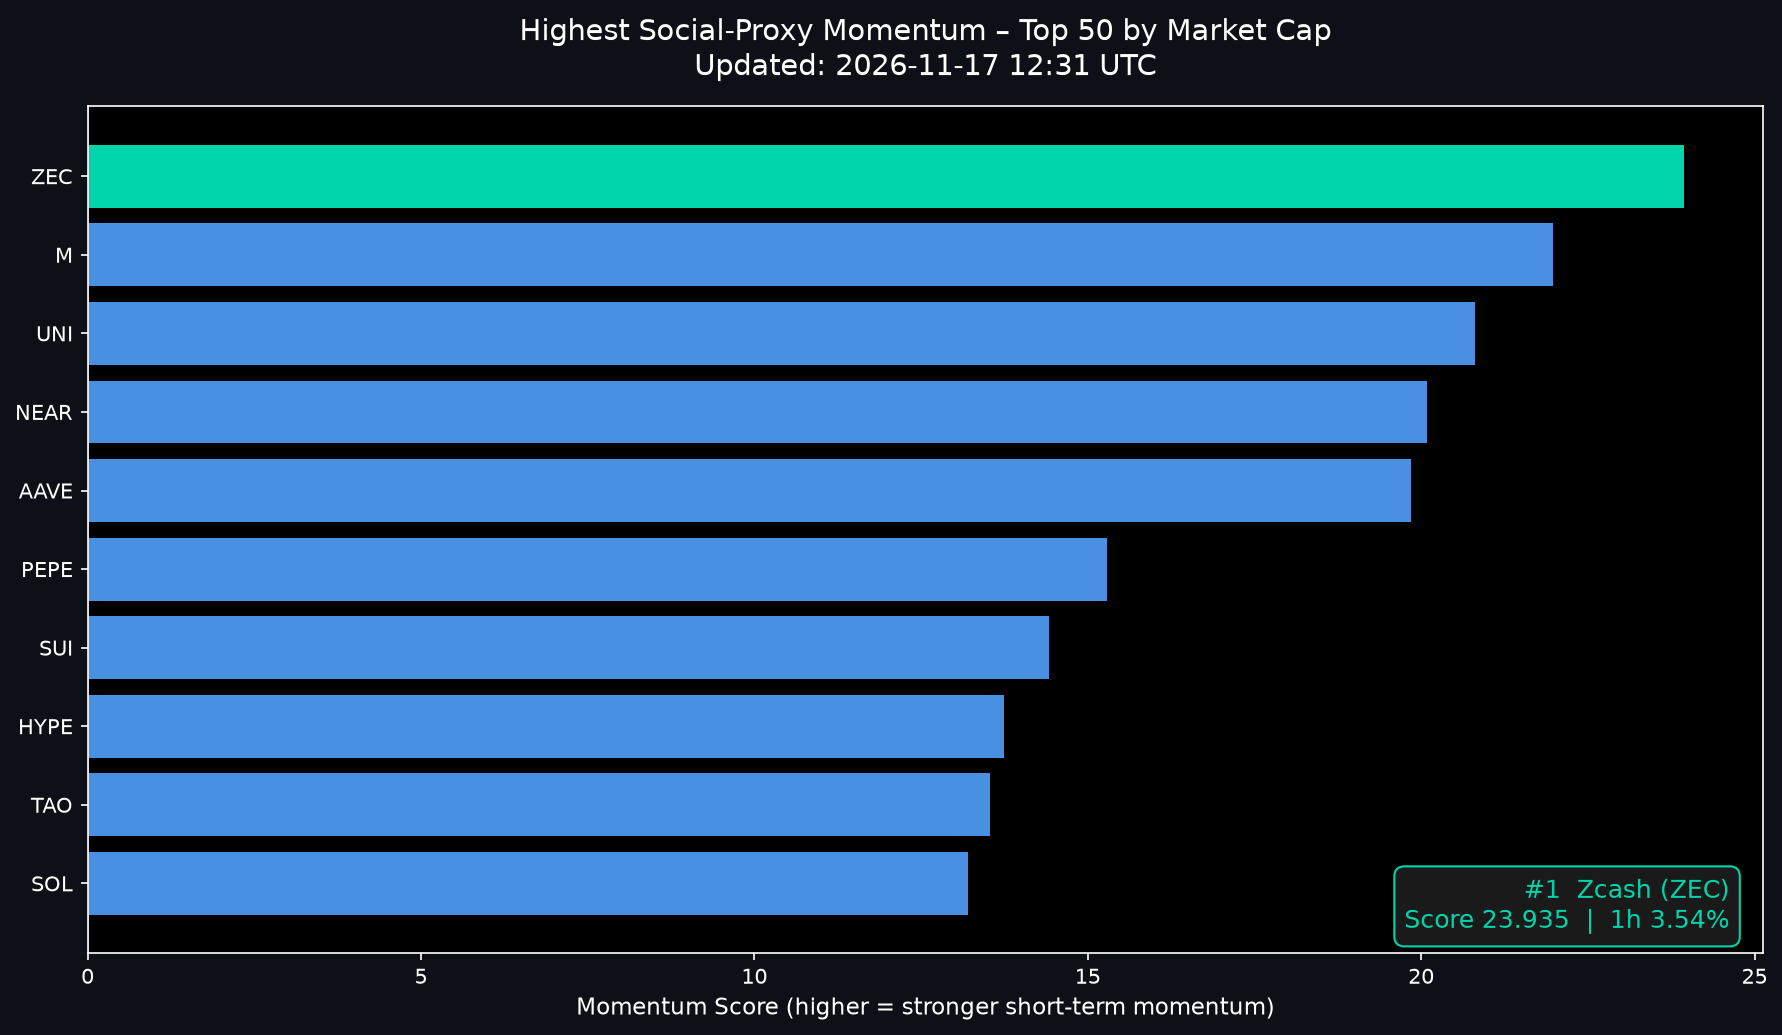 Highest Social-Proxy Momentum – Top 50 by Market Cap
Updated: 2026-11-17 12:31 UTC
ZEC
M
UNI
NEAR
AAVE
PEPE
SUI
HYPE
TAO
SOL
#1  Zcash (ZEC)
Score 23.935  |  1h 3.54%
0 5 10 15 20 25
Momentum Score (higher = stronger short-term momentum)